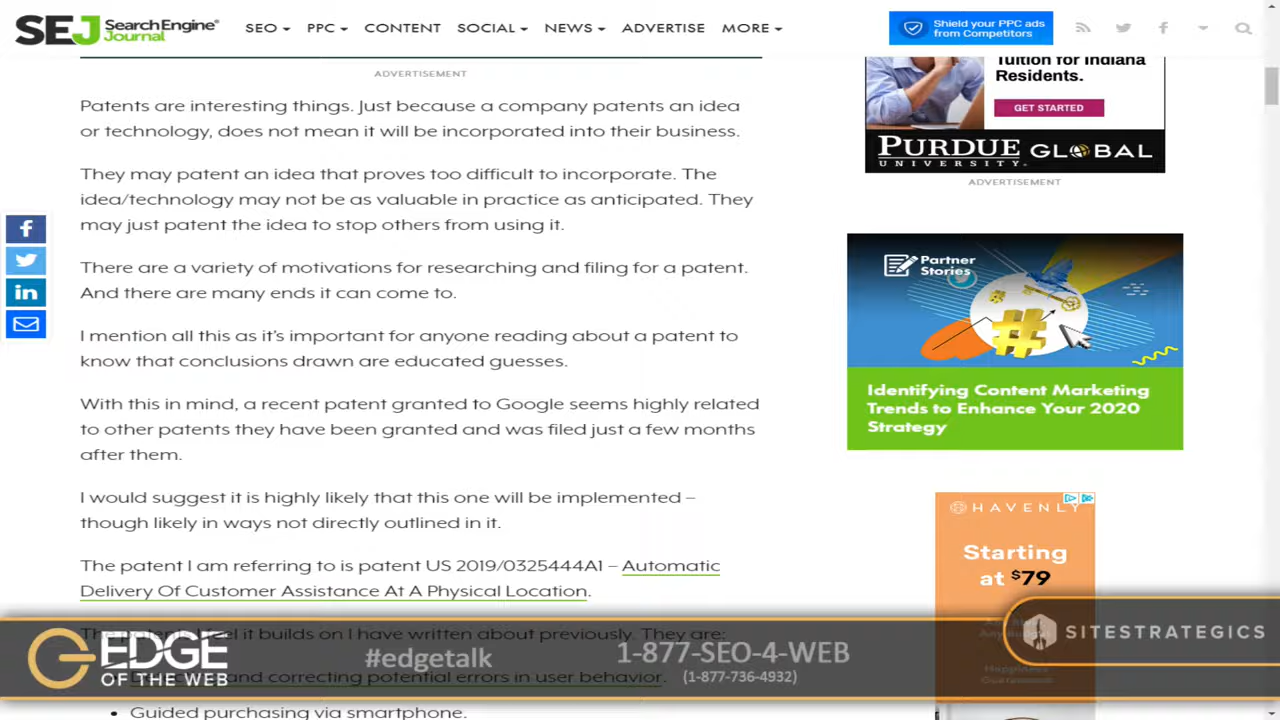 SEJ Search Engine Journal
SEO PPC CONTENT SOCIAL NEWS ADVERTISE MORE
Shield your PPC ads
from Competitors
ADVERTISEMENT
Patents are interesting things. Just because a company patents an idea
or technology, does not mean it will be incorporated into their business.
They may patent an idea that proves too difficult to incorporate. The
idea/technology may not be as valuable in practice as anticipated. They
may just patent the idea to stop others from using it.
There are a variety of motivations for researching and filing for a patent.
And there are many ends it can come to.
I mention all this as it's important for anyone reading about a patent to
know that conclusions drawn are educated guesses.
With this in mind, a recent patent granted to Google seems highly related
to other patents they have been granted and was filed just a few months
after them.
I would suggest it is highly likely that this one will be implemented –
though likely in ways not directly outlined in it.
The patent I am referring to is patent US 2019/0325444A1 – Automatic
Delivery Of Customer Assistance At A Physical Location.
The patents I feel it builds on I have written about previously. They are:
and correcting potential errors in user behavior.
Guided purchasing via smartphone.
Tuition for Indiana
Residents.
GET STARTED
PURDUE UNIVERSITY. GLOBAL
ADVERTISEMENT
Partner
Stories
Identifying Content Marketing
Trends to Enhance Your 2020
Strategy
HAVENLY
Starting
at $79
Happiness
Guaranteed
EDGE
OF THE WEB
#edgetalk
1-877-SEO-4-WEB
(1-877-736-4932)
SITESTRATEGICS